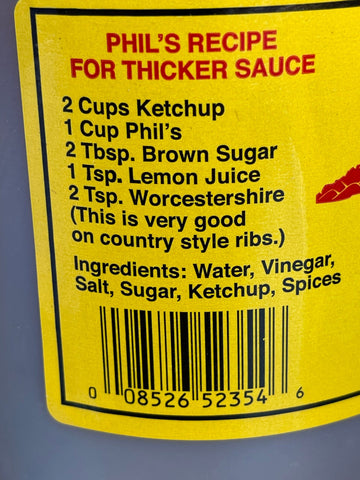 PHIL'S RECIPE
FOR THICKER SAUCE
2 Cups Ketchup
1 Cup Phil's
2 Tbsp. Brown Sugar
1 Tsp. Lemon Juice
2 Tsp. Worcestershire
(This is very good
on country style ribs.)
Ingredients: Water, Vinegar,
Salt, Sugar, Ketchup, Spices
0 08526 52354 6